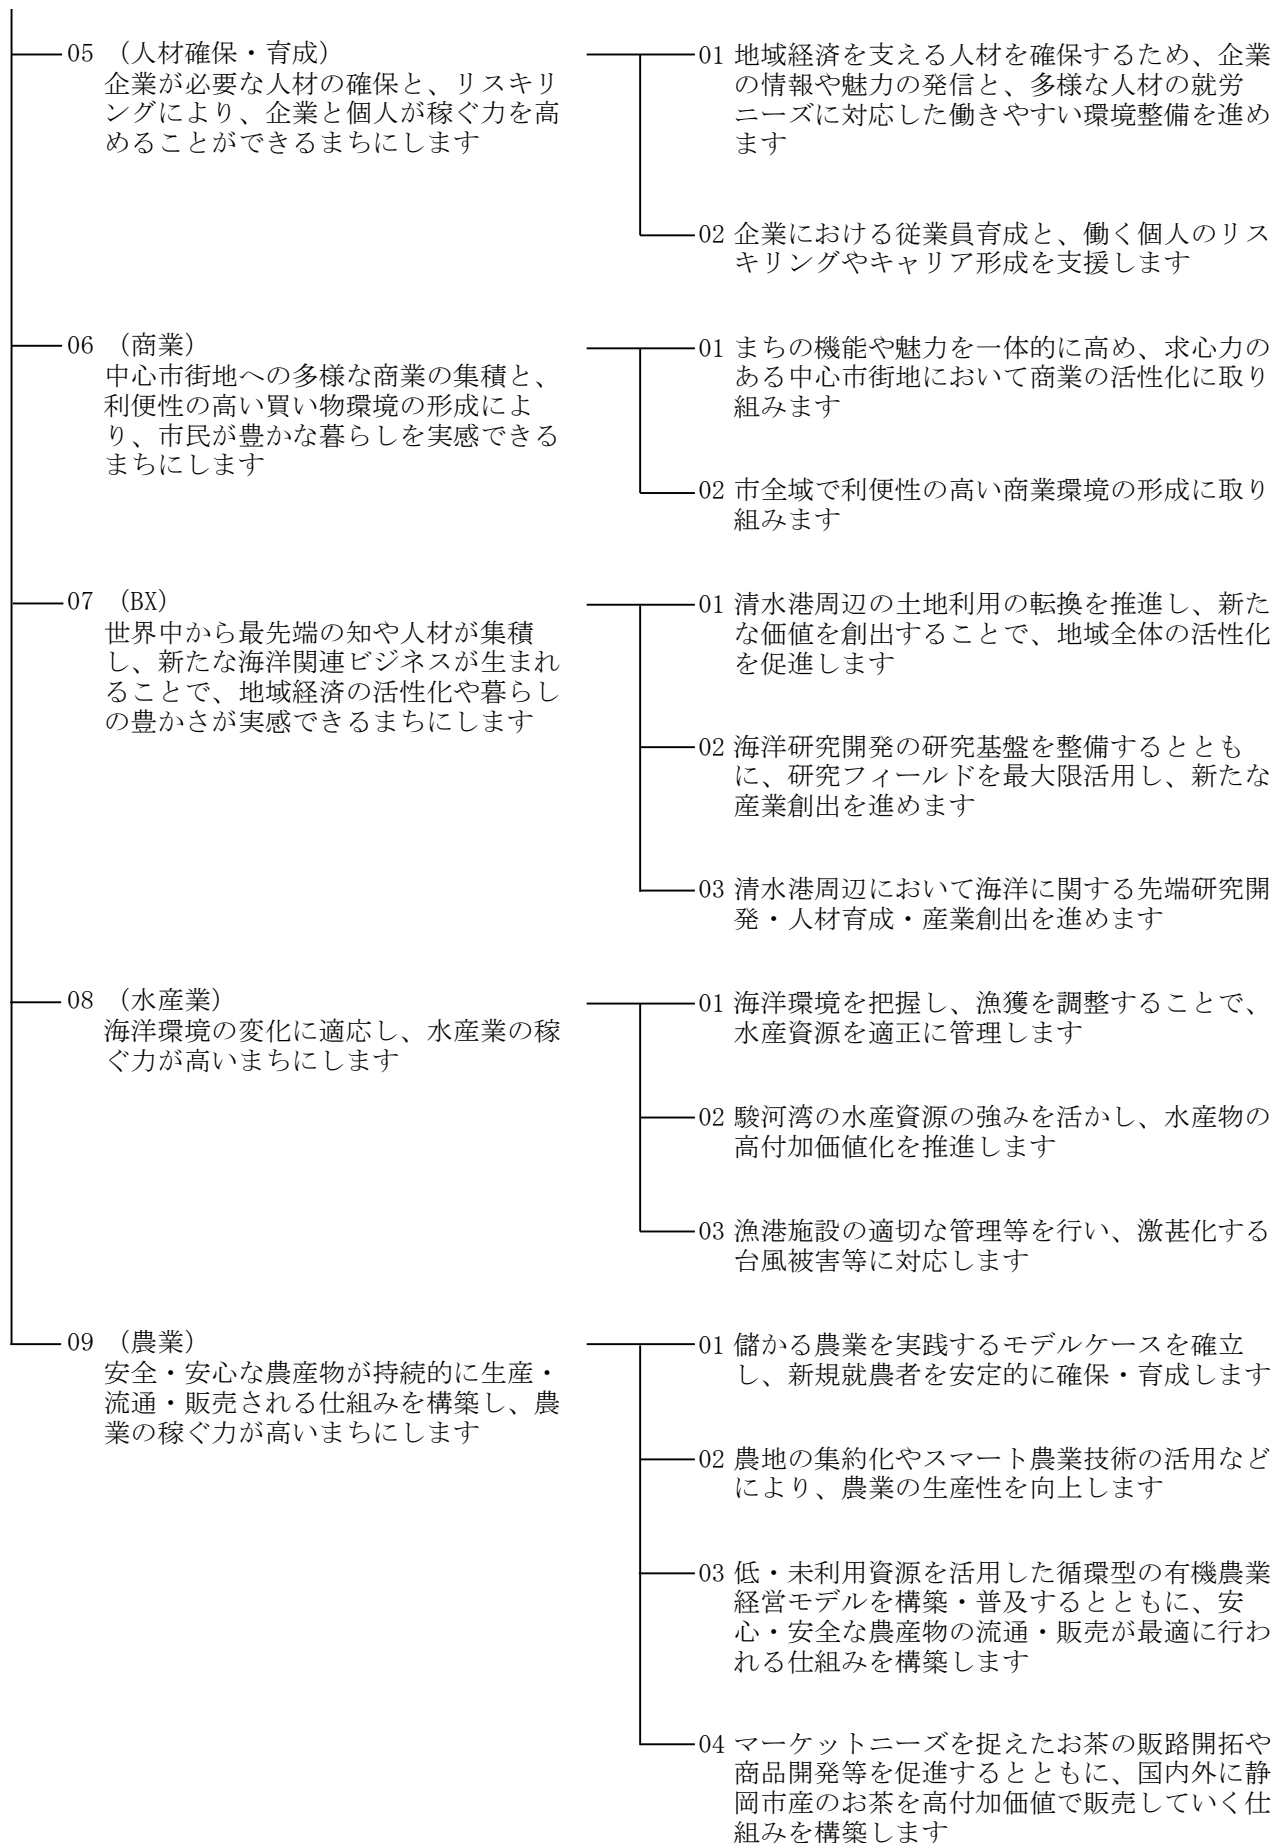 05 （人材確保・育成）
企業が必要な人材の確保と、リスキリ
ングにより、企業と個人が稼ぐ力を高
めることができるまちにします
01 地域経済を支える人材を確保するため、企業
の情報や魅力の発信と、多様な人材の就労
ニーズに対応した働きやすい環境整備を進め
ます
02 企業における従業員育成と、働く個人のリス
キリングやキャリア形成を支援します
06 （商業）
中心市街地への多様な商業の集積と、
利便性の高い買い物環境の形成によ
り、市民が豊かな暮らしを実感できる
まちにします
01 まちの機能や魅力を一体的に高め、求心力の
ある中心市街地において商業の活性化に取り
組みます
02 市全域で利便性の高い商業環境の形成に取り
組みます
07 （BX）
世界中から最先端の知や人材が集積
し、新たな海洋関連ビジネスが生まれ
ることで、地域経済の活性化や暮らし
の豊かさが実感できるまちにします
01 清水港周辺の土地利用の転換を推進し、新た
な価値を創出することで、地域全体の活性化
を促進します
02 海洋研究開発の研究基盤を整備するととも
に、研究フィールドを最大限活用し、新たな
産業創出を進めます
03 清水港周辺において海洋に関する先端研究開
発・人材育成・産業創出を進めます
08 （水産業）
海洋環境の変化に適応し、水産業の稼
ぐ力が高いまちにします
01 海洋環境を把握し、漁獲を調整することで、
水産資源を適正に管理します
02 駿河湾の水産資源の強みを活かし、水産物の
高付加価値化を推進します
03 漁港施設の適切な管理等を行い、激甚化する
台風被害等に対応します
09 （農業）
安全・安心な農産物が持続的に生産・
流通・販売される仕組みを構築し、農
業の稼ぐ力が高いまちにします
01 儲かる農業を実践するモデルケースを確立
し、新規就農者を安定的に確保・育成します
02 農地の集約化やスマート農業技術の活用など
により、農業の生産性を向上します
03 低・未利用資源を活用した循環型の有機農業
経営モデルを構築・普及するとともに、安
心・安全な農産物の流通・販売が最適に行わ
れる仕組みを構築します
04 マーケットニーズを捉えたお茶の販路開拓や
商品開発等を促進するとともに、国内外に静
岡市産のお茶を高付加価値で販売していく仕
組みを構築します